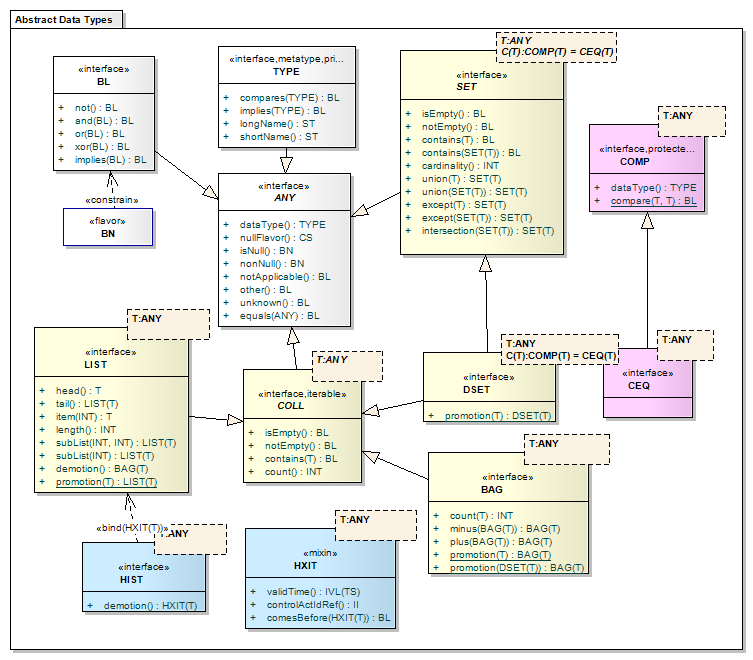 Abstract Data Types
«interface»
BL
+ not() : BL
+ and(BL) : BL
+ or(BL) : BL
+ xor(BL) : BL
+ implies(BL) : BL
«constrain»
«flavor»
BN
«interface,metatype,pri...
TYPE
+ compares(TYPE) : BL
+ implies(TYPE) : BL
+ longName() : ST
+ shortName() : ST
«interface»
ANY
+ dataType() : TYPE
+ nullFlavor() : CS
+ isNull() : BN
+ nonNull() : BN
+ notApplicable() : BL
+ other() : BL
+ unknown() : BL
+ equals(ANY) : BL
T:ANY
C(T):COMP(T) = CEQ(T)
«interface»
SET
+ isEmpty() : BL
+ notEmpty() : BL
+ contains(T) : BL
+ contains(SET(T)) : BL
+ cardinality() : INT
+ union(T) : SET(T)
+ union(SET(T)) : SET(T)
+ except(T) : SET(T)
+ except(SET(T)) : SET(T)
+ intersection(SET(T)) : SET(T)
T:ANY
«interface,protecte...
COMP
+ dataType() : TYPE
+ compare(T, T) : BL
T:ANY
«interface»
LIST
+ head() : T
+ tail() : LIST(T)
+ item(INT) : T
+ length() : INT
+ subList(INT, INT) : LIST(T)
+ subList(INT) : LIST(T)
+ demotion() : BAG(T)
+ promotion(T) : LIST(T)
T:ANY
«interface,iterable»
COLL
+ isEmpty() : BL
+ notEmpty() : BL
+ contains(T) : BL
+ count() : INT
T:ANY
C(T):COMP(T) = CEQ(T)
«interface»
DSET
+ promotion(T) : DSET(T)
T:ANY
«interface»
CEQ
T:ANY
«interface»
BAG
+ count(T) : INT
+ minus(BAG(T)) : BAG(T)
+ plus(BAG(T)) : BAG(T)
+ promotion(T) : BAG(T)
+ promotion(DSET(T)) : BAG(T)
«bind(HXIT(T))»
T:ANY
«interface»
HIST
+ demotion() : HXIT(T)
T:ANY
«mixin»
HXIT
+ validTime() : IVL(TS)
+ controlActIdRef() : II
+ comesBefore(HXIT(T)) : BL